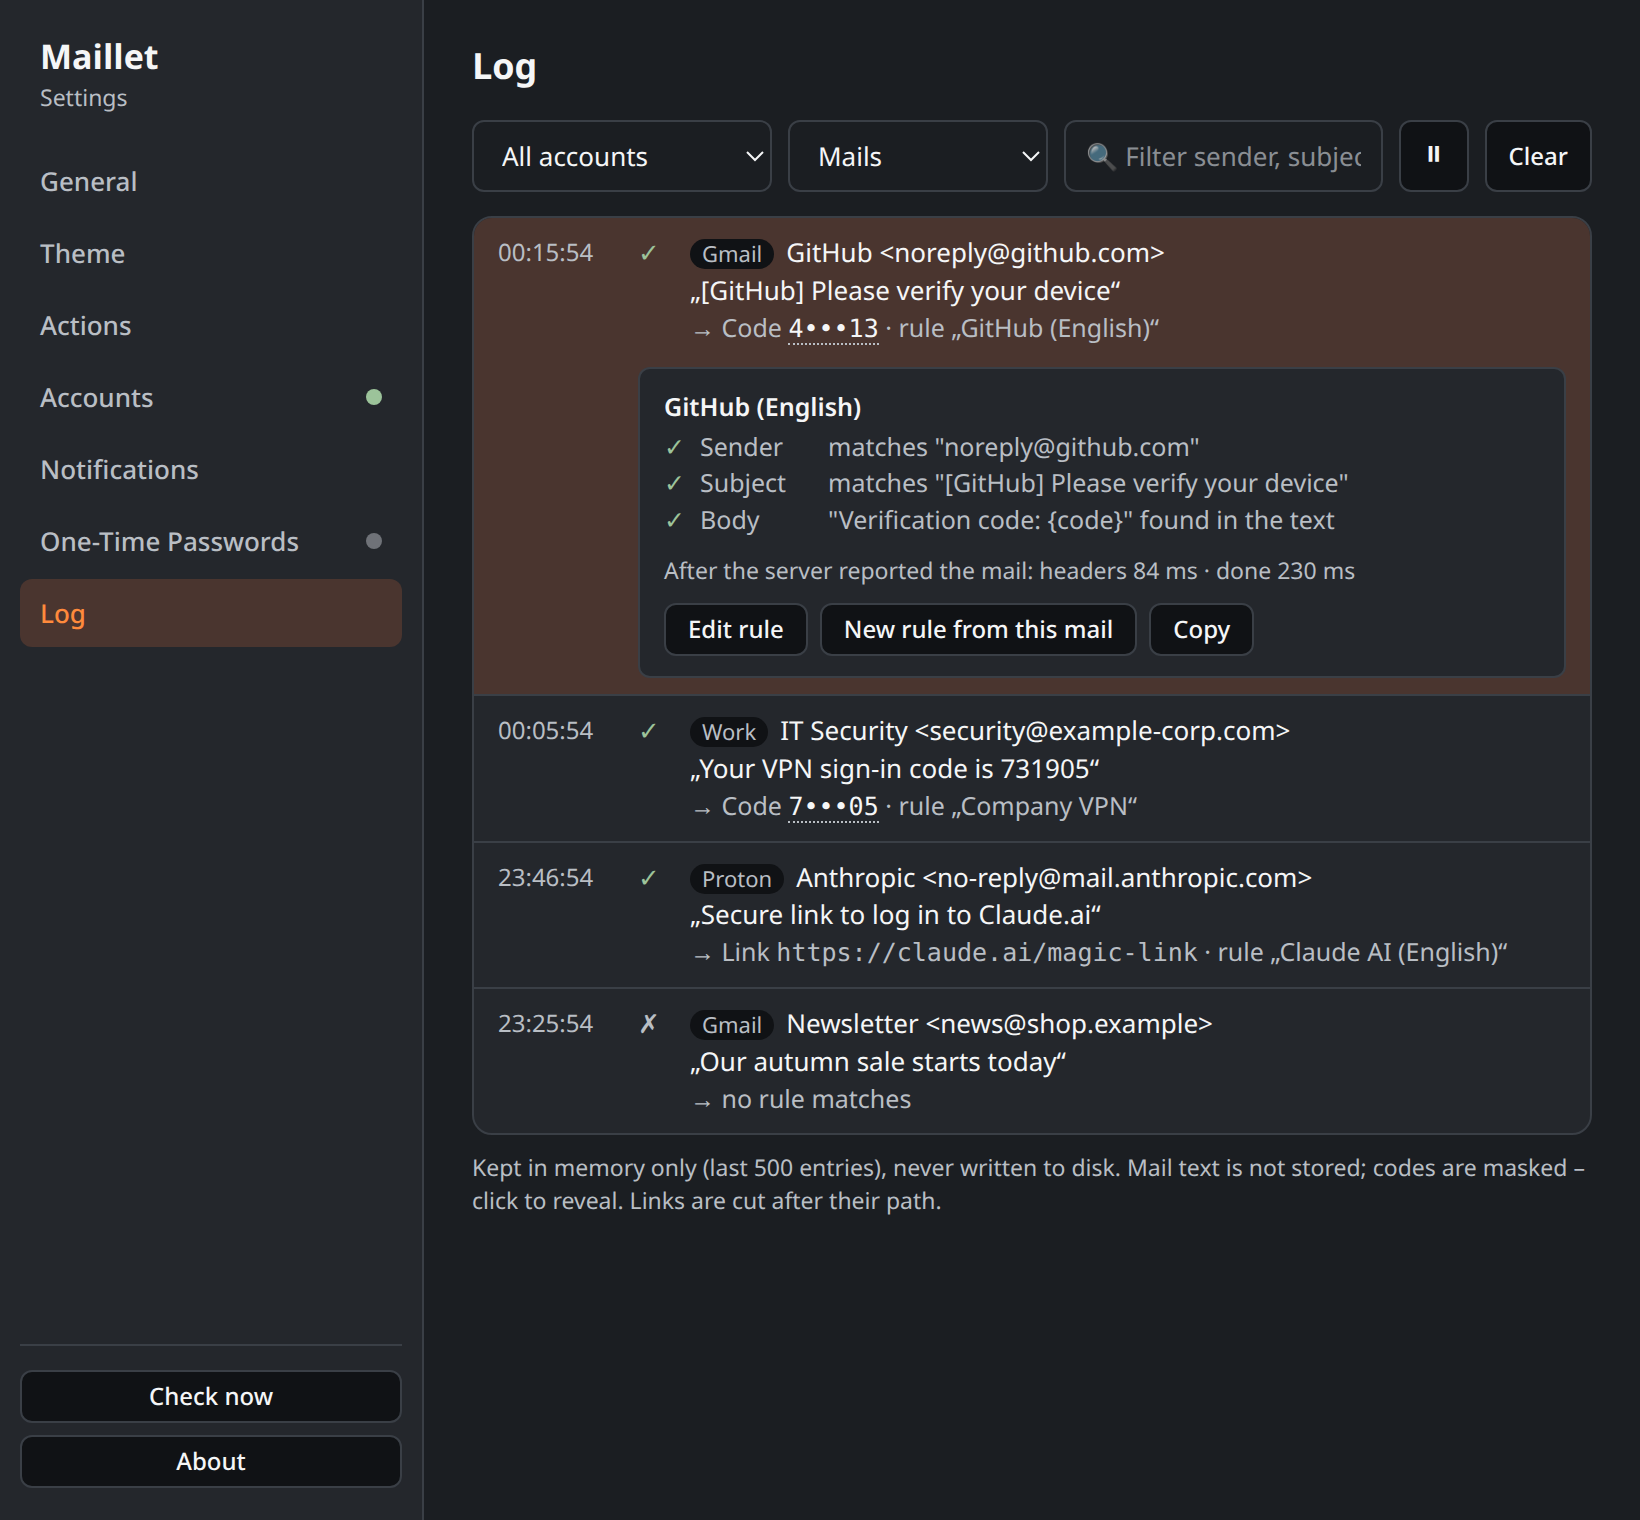 Maillet
Settings
General
Theme
Actions
Accounts
Notifications
One-Time Passwords
Log
Check now
About
Log
All accounts
Mails
🔍 Filter sender, subjec
Clear
00:15:54 ✓ Gmail GitHub <noreply@github.com>
„[GitHub] Please verify your device“
→ Code 4•••13 · rule „GitHub (English)“
GitHub (English)
✓ Sender matches "noreply@github.com"
✓ Subject matches "[GitHub] Please verify your device"
✓ Body "Verification code: {code}" found in the text
After the server reported the mail: headers 84 ms · done 230 ms
Edit rule
New rule from this mail
Copy
00:05:54 ✓ Work IT Security <security@example-corp.com>
„Your VPN sign-in code is 731905“
→ Code 7•••05 · rule „Company VPN“
23:46:54 ✓ Proton Anthropic <no-reply@mail.anthropic.com>
„Secure link to log in to Claude.ai“
→ Link https://claude.ai/magic-link · rule „Claude AI (English)“
23:25:54 ✗ Gmail Newsletter <news@shop.example>
„Our autumn sale starts today“
→ no rule matches
Kept in memory only (last 500 entries), never written to disk. Mail text is not stored; codes are masked –
click to reveal. Links are cut after their path.